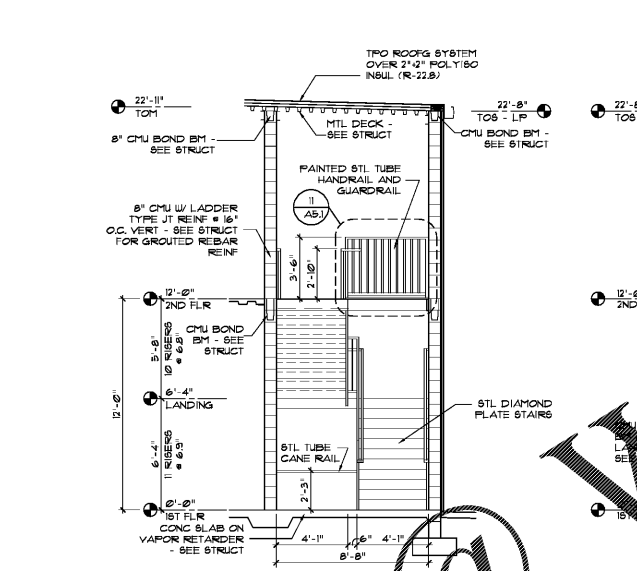 TPO ROOFG SYSTEM
OVER 2"+2" POLYISO
INSUL (R-22.8)
22'-11"
TOM
22'-8"
TOS - LP
22'-8
TOS
8" CMU BOND BM -
SEE STRUCT
MTL DECK -
SEE STRUCT
CMU BOND BM -
SEE STRUCT
PAINTED STL TUBE
HANDRAIL AND
GUARDRAIL
11
A5.1
8" CMU W/ LADDER
TYPE JT REINF @ 16"
O.C. VERT - SEE STRUCT
FOR GROUTED REBAR
REINF
3'-6"
2'-10"
12'-0"
2ND FLR
12'-0
2ND
CMU BOND
BM - SEE
STRUCT
5'-8"
10 RISERS
@ 6.8"
12'-0"
6'-4"
LANDING
6'-4"
11 RISERS
@ 6.9"
STL DIAMOND
PLATE STAIRS
STL TUBE
CANE RAIL
2'-3"
0'-0"
1ST FLR
CONC SLAB ON
VAPOR RETARDER
- SEE STRUCT
4'-1"
6"
4'-1"
8'-8"
1ST